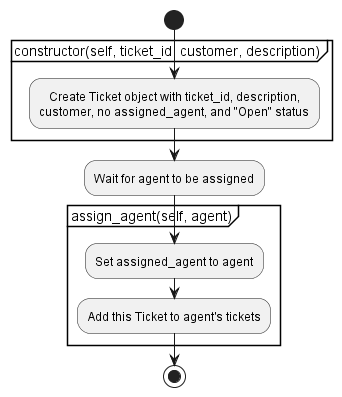 constructor(self, ticket_id, customer, description)
Create Ticket object with ticket_id, description,
customer, no assigned_agent, and "Open" status
Wait for agent to be assigned
assign_agent(self, agent)
Set assigned_agent to agent
Add this Ticket to agent's tickets